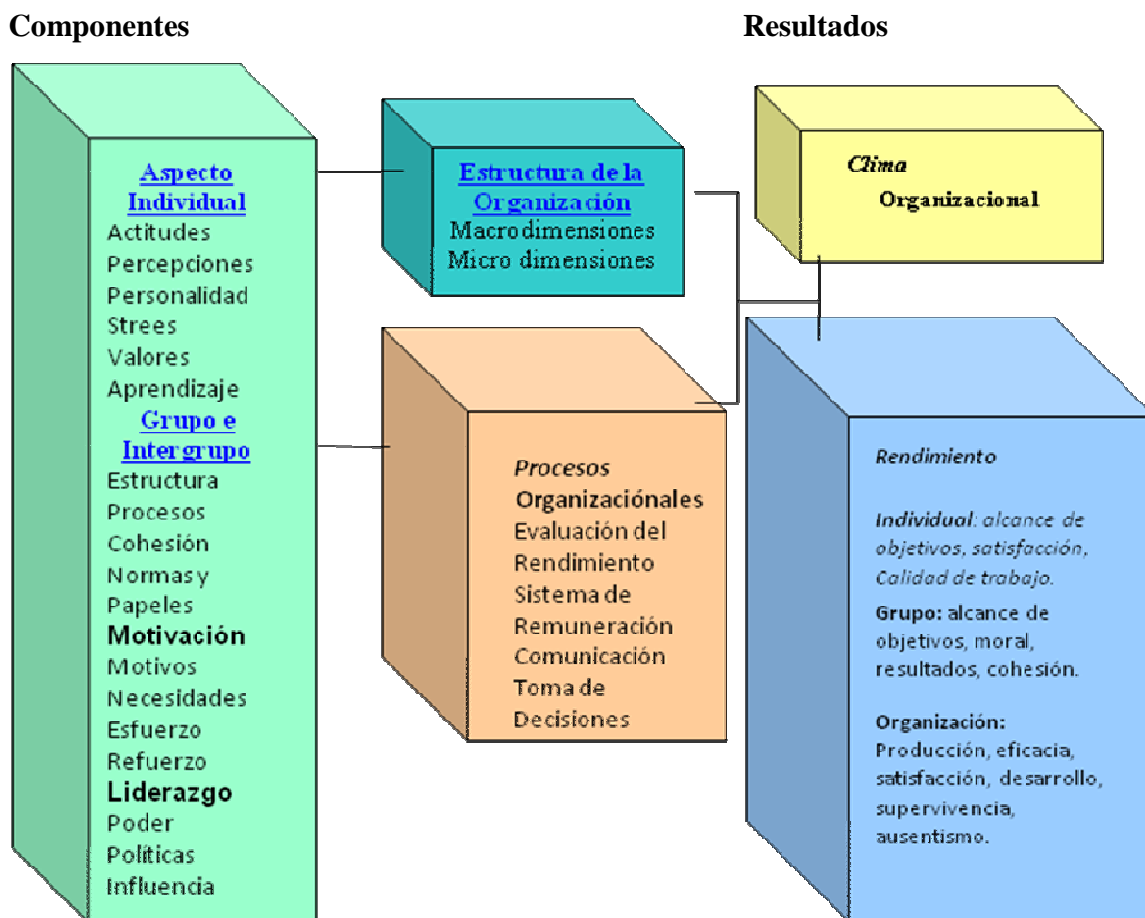 Componentes
Resultados
Aspecto
Individual
Actitudes
Percepciones
Personalidad
Strees
Valores
Aprendizaje
Grupo e
Intergrupo
Estructura
Procesos
Cohesión
Normas y
Papeles
Motivación
Motivos
Necesidades
Esfuerzo
Refuerzo
Liderazgo
Poder
Políticas
Influencia
Estructura de la
Organización
Macrodimensiones
Micro dimensiones
Procesos
Organizaciónales
Evaluación del
Rendimiento
Sistema de
Remuneración
Comunicación
Toma de
Decisiones
Clima
Organizacional
Rendimiento
Individual: alcance de
objetivos, satisfacción,
Calidad de trabajo.
Grupo: alcance de
objetivos, moral,
resultados, cohesión.
Organización:
Producción, eficacia,
satisfacción, desarrollo,
supervivencia,
ausentismo.